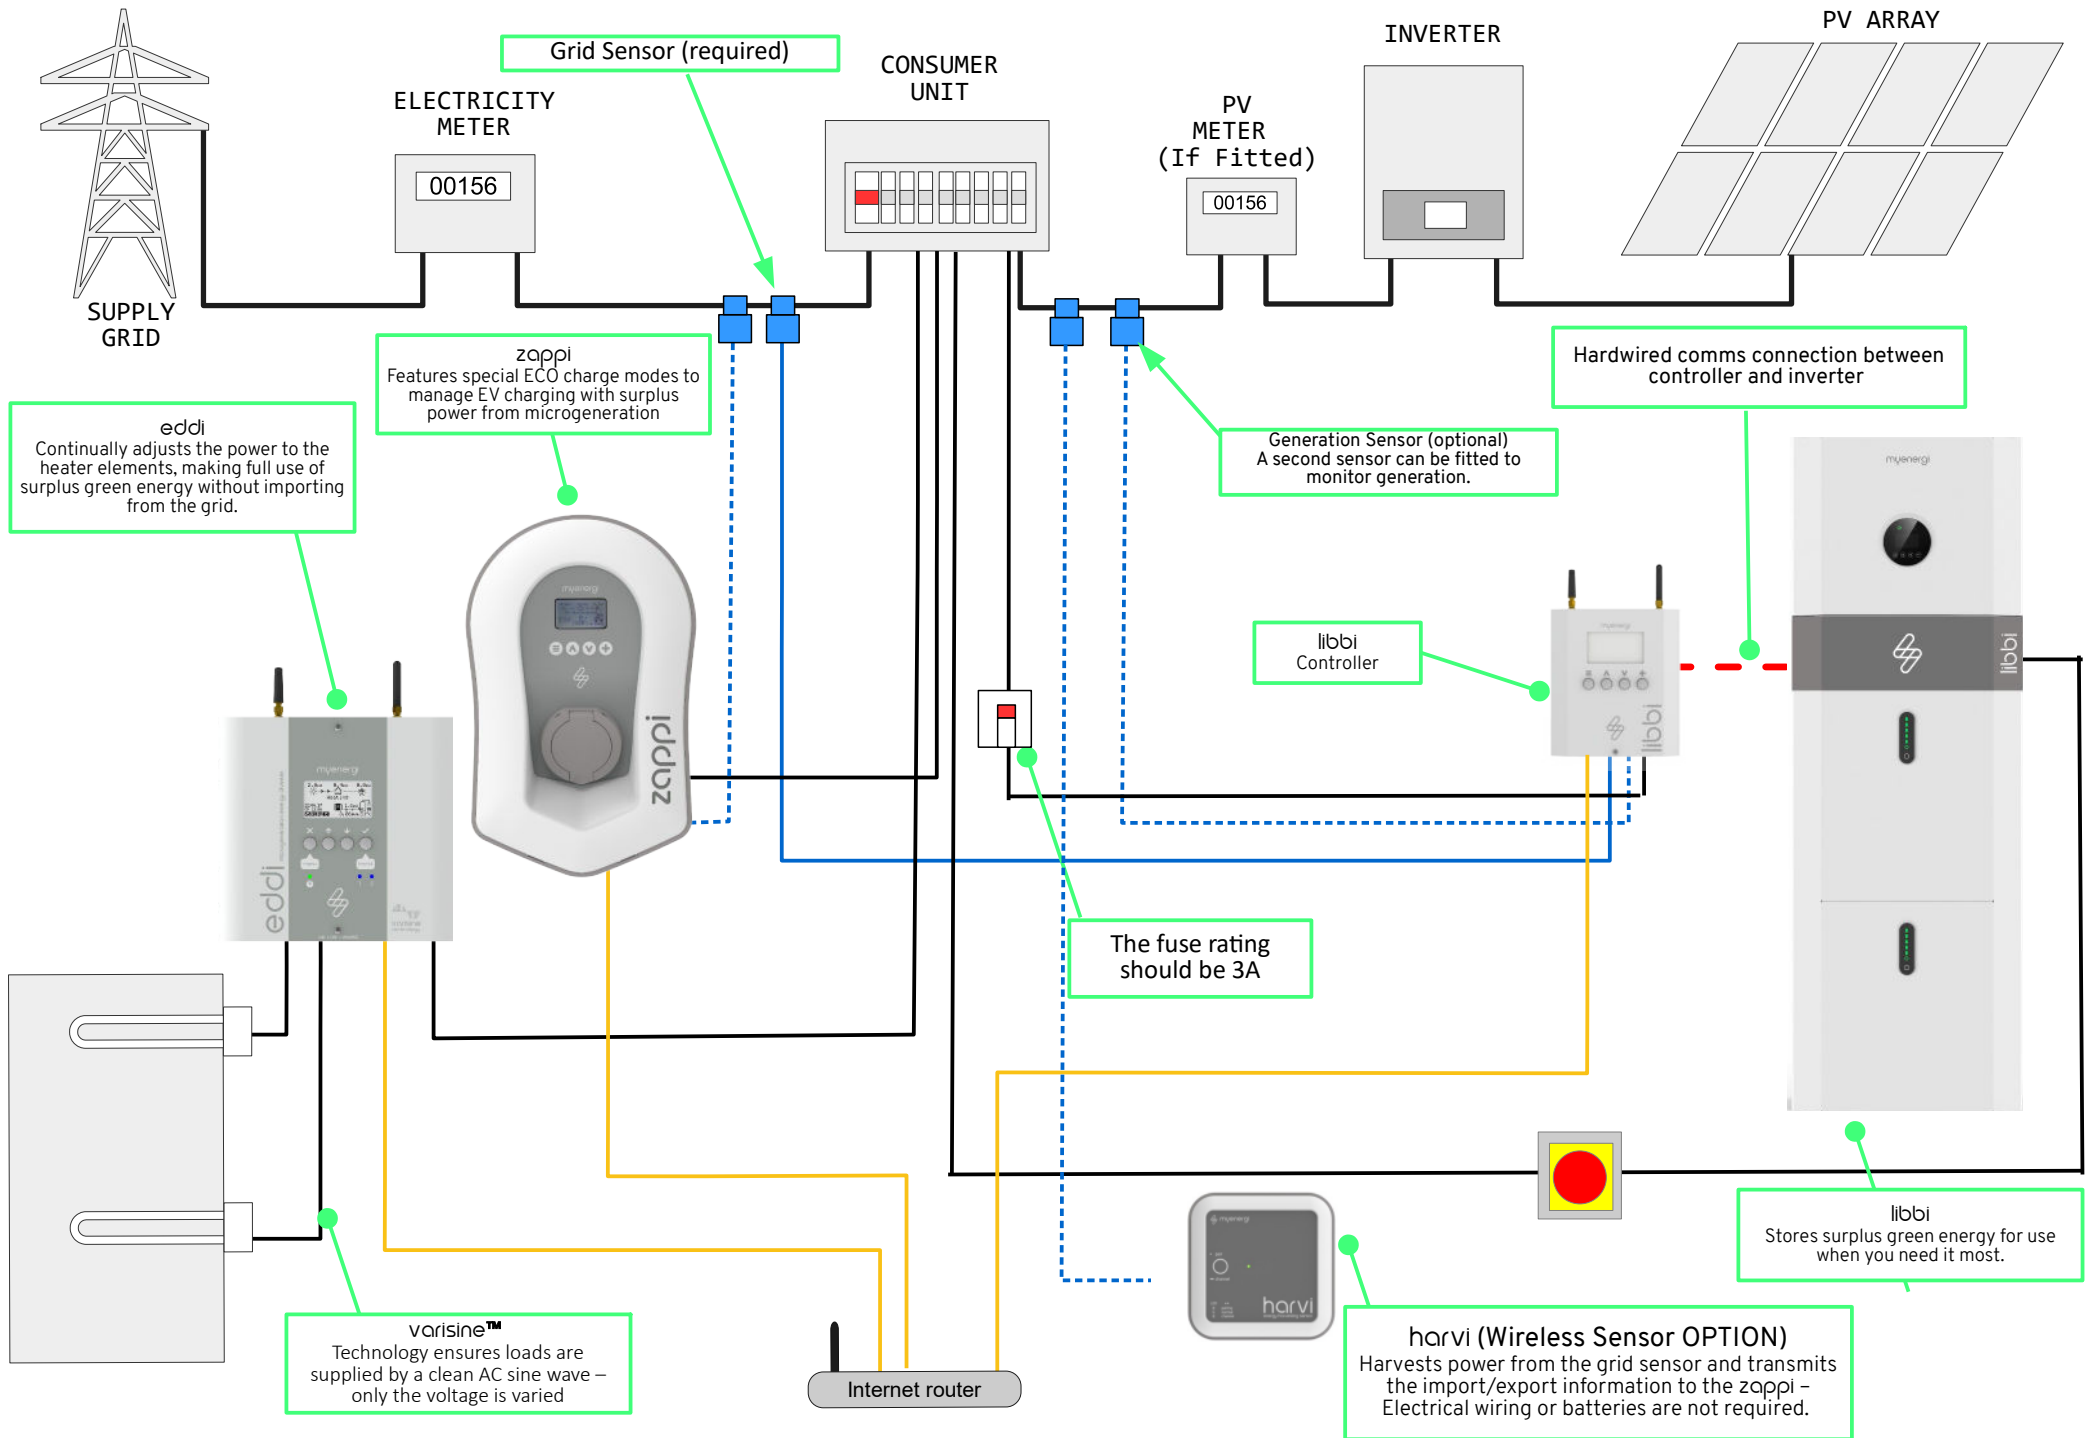 PV ARRAY
INVERTER
Grid Sensor (required)
CONSUMER
UNIT
ELECTRICITY
METER
PV
METER
(If Fitted)
00156
00156
SUPPLY
GRID
zappi
Features special ECO charge modes to
manage EV charging with surplus
power from microgeneration
Hardwired comms connection between
controller and inverter
eddi
Continually adjusts the power to the
heater elements, making full use of
surplus green energy without importing
from the grid.
Generation Sensor (optional)
A second sensor can be fitted to
monitor generation.
myenergi
myenergi
myenergi
libbi
Controller
libbi
libbi
zappi
myenergi
eddi
The fuse rating
should be 3A
myenergi
harvi
libbi
Stores surplus green energy for use
when you need it most.
varisine™
Technology ensures loads are
supplied by a clean AC sine wave –
only the voltage is varied
Internet router
harvi (Wireless Sensor OPTION)
Harvests power from the grid sensor and transmits
the import/export information to the zappi –
Electrical wiring or batteries are not required.